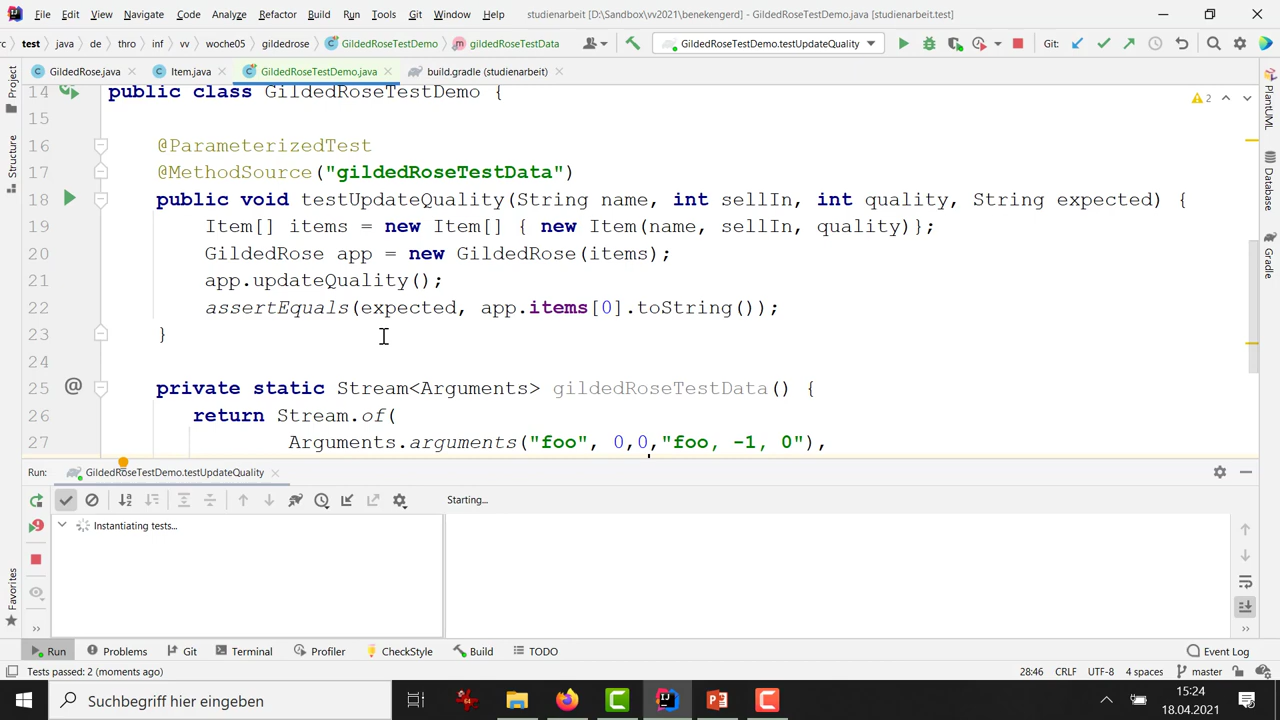 File Edit View Navigate Code Analyze Refactor Build Run Tools Git Window Help studienarbeit [D:\Sandbox\vv2021\benekengerd] - GildedRoseTestDemo.java [studienarbeit.test]
test java de thro inf vv woche05 gildedrose GildedRoseTestDemo gildedRoseTestData GildedRoseTestDemo.testUpdateQuality Git:
GildedRose.java Item.java GildedRoseTestDemo.java build.gradle (studienarbeit)
14 public class GildedRoseTestDemo {
2
15
16 @ParameterizedTest
17 @MethodSource("gildedRoseTestData")
18 public void testUpdateQuality(String name, int sellIn, int quality, String expected) {
19 Item[] items = new Item[] { new Item(name, sellIn, quality)};
20 GildedRose app = new GildedRose(items);
21 app.updateQuality();
22 assertEquals(expected, app.items[0].toString());
23 }
24
25 @ private static Stream<Arguments> gildedRoseTestData() {
26 return Stream.of(
27 Arguments.arguments("foo", 0,0,"foo, -1, 0"),
Project
Structure
Favorites
PlantUML
Database
Gradle
Run: GildedRoseTestDemo.testUpdateQuality
Starting...
Instantiating tests...
Run Problems Git Terminal Profiler CheckStyle Build TODO Event Log
Tests passed: 2 (moments ago) 28:46 CRLF UTF-8 4 spaces master
Suchbegriff hier eingeben
15:24
18.04.2021